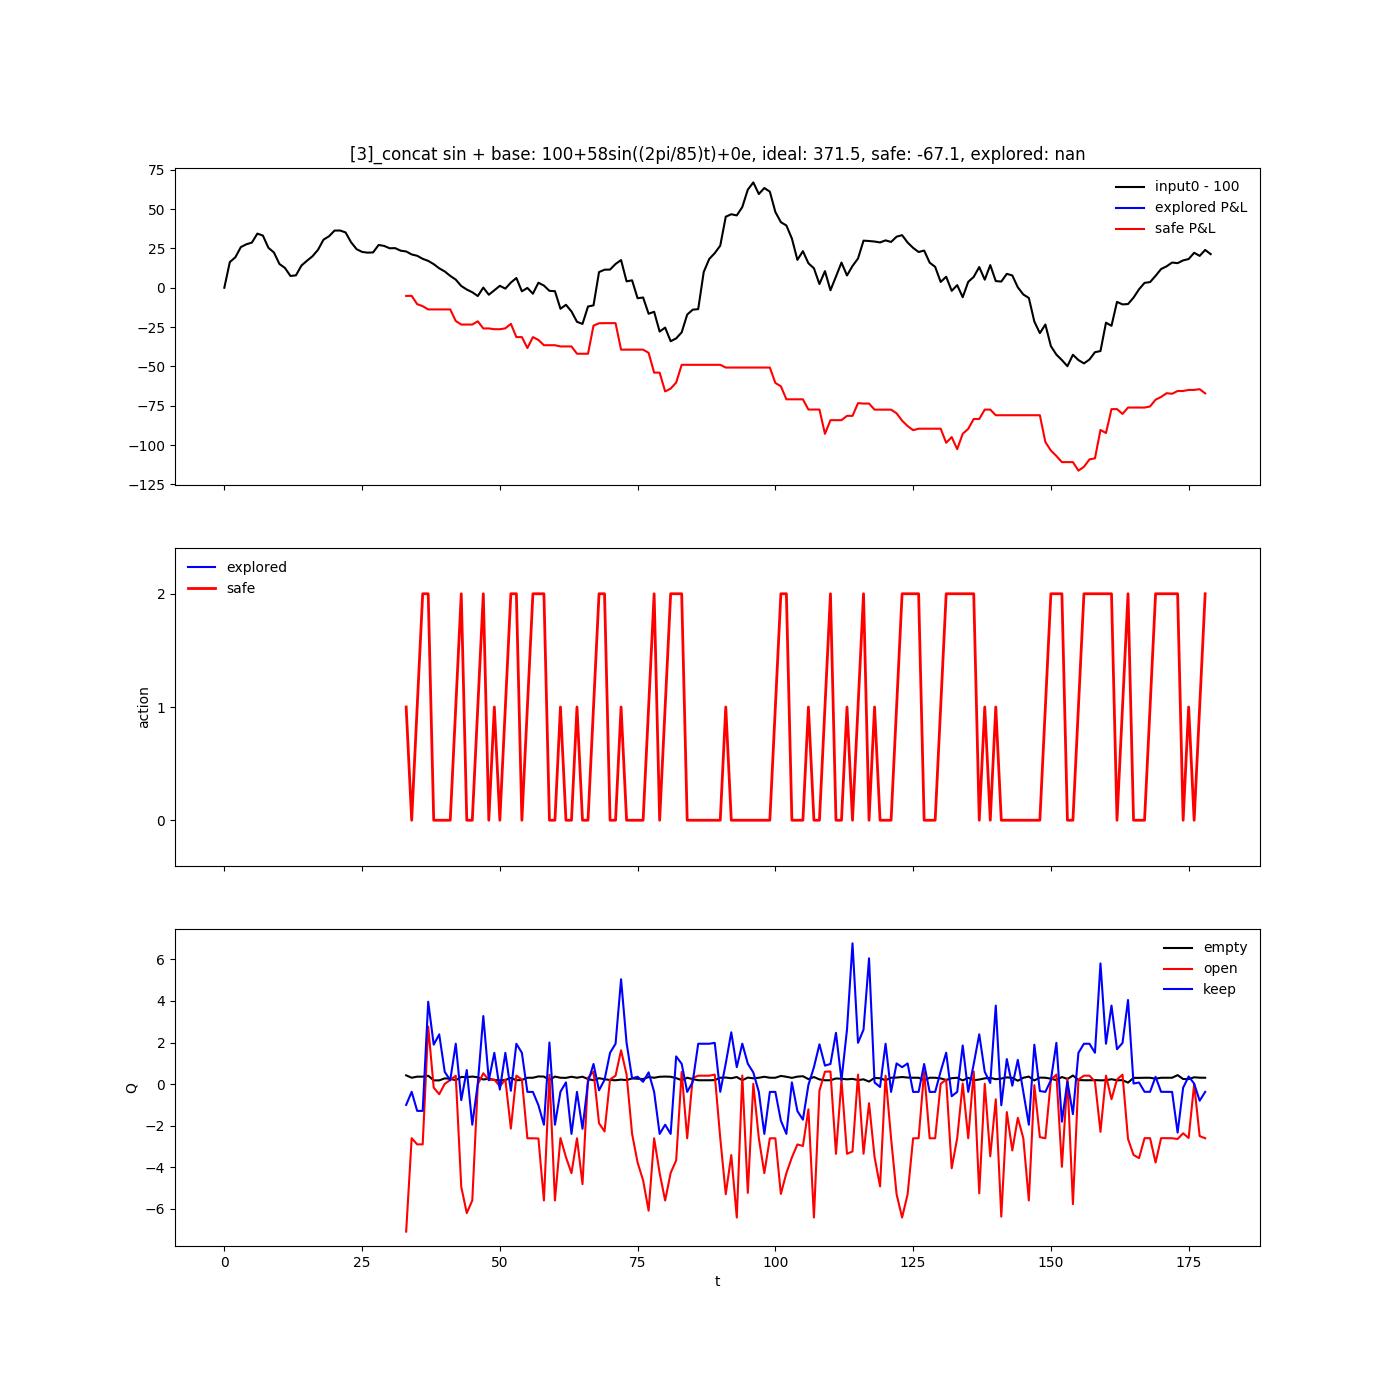 [3]_concat sin + base: 100+58sin((2pi/85)t)+0e, ideal: 371.5, safe: -67.1, explored: nan
75
50
25
0
−25
−50
−75
−100
−125
input0 - 100
explored P&L
safe P&L
2
1
0
action
explored
safe
6
4
2
0
−2
−4
−6
Q
empty
open
keep
0 25 50 75 100 125 150 175
t